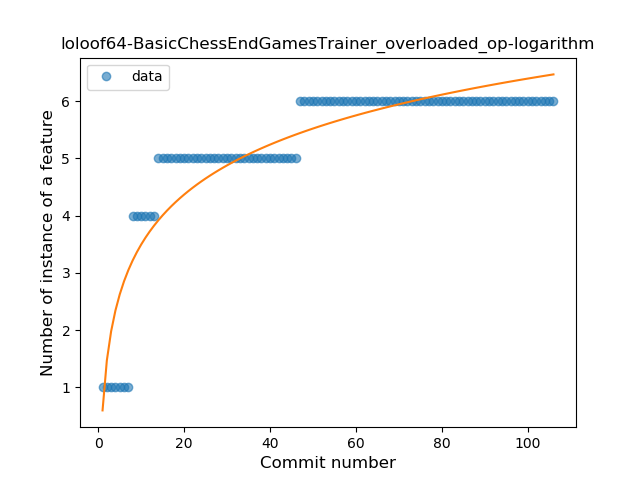 loloof64-BasicChessEndGamesTrainer_overloaded_op-logarithm
data
Number of instance of a feature
6
5
4
3
2
1
0 20 40 60 80 100
Commit number